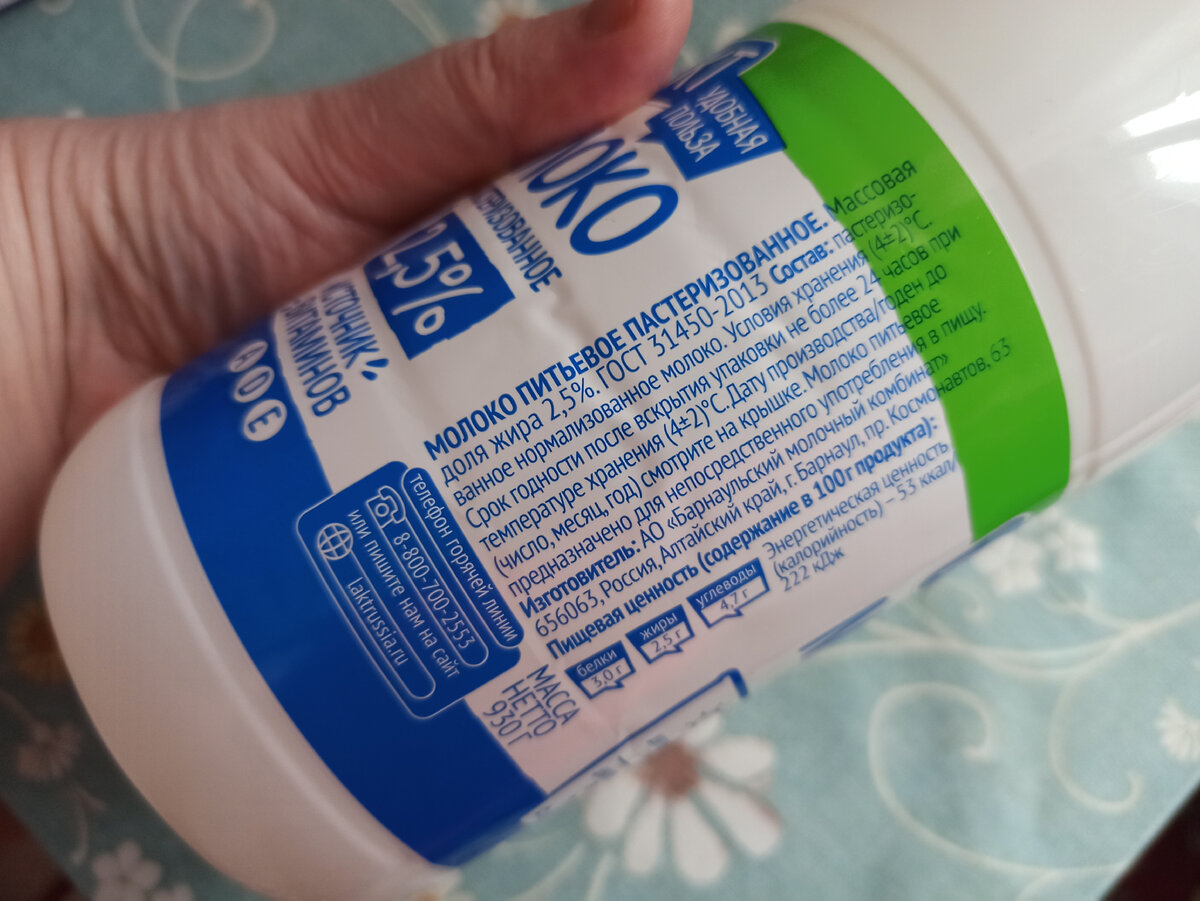 УДОБНАЯ
ПОЛЬЗА
2,5%
ВИТАМИНОВ
A D E
МОЛОКО ПИТЬЕВОЕ ПАСТЕРИЗОВАННОЕ. Массовая
доля жира 2,5%. ГОСТ 31450-2013 Состав: пастеризо-
ванное нормализованное молоко. Условия хранения (4±2)°С.
Срок годности после вскрытия упаковки не более 24 часов при
температуре хранения (4±2)°С. Дату производства/годен до
(число, месяц, год) смотрите на крышке. Молоко питьевое
предназначено для непосредственного употребления в пищу.
Изготовитель: АО «Барнаульский молочный комбинат»
656063, Россия, Алтайский край, г. Барнаул, пр. Космонавтов, 63
Пищевая ценность (содержание в 100г продукта):
белки
3,0 г
жиры
2,5 г
углеводы
4,7 г
Энергетическая ценность
(калорийность) – 53 ккал/
222 кДж
телефон горячей линии
8-800-700-2553
или пишите нам на сайт
laktrussia.ru
МАССА
НЕТТО
930 Г